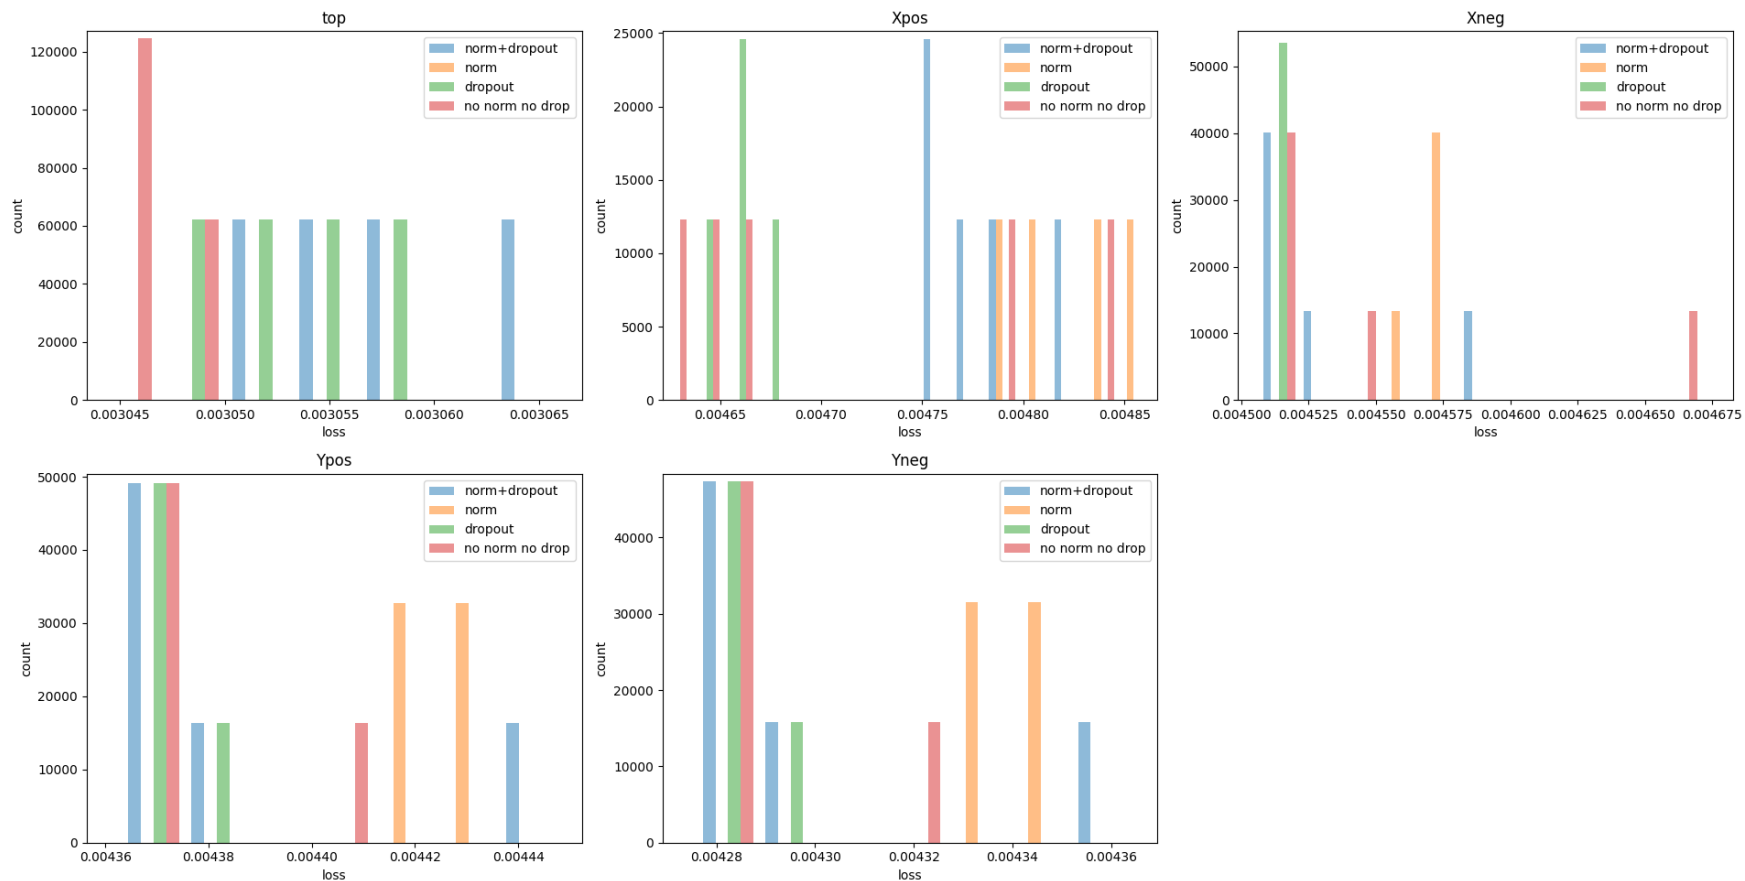 top
120000
100000
80000
60000
40000
20000
0
count
norm+dropout
norm
dropout
no norm no drop
0.003045
0.003050
0.003055
0.003060
0.003065
loss
Xpos
25000
20000
15000
10000
5000
0
count
norm+dropout
norm
dropout
no norm no drop
0.00465
0.00470
0.00475
0.00480
0.00485
loss
Xneg
50000
40000
30000
20000
10000
0
count
norm+dropout
norm
dropout
no norm no drop
0.004500
0.004525
0.004550
0.004575
0.004600
0.004625
0.004650
0.004675
loss
Ypos
50000
40000
30000
20000
10000
0
count
norm+dropout
norm
dropout
no norm no drop
0.00436
0.00438
0.00440
0.00442
0.00444
loss
Yneg
40000
30000
20000
10000
0
count
norm+dropout
norm
dropout
no norm no drop
0.00428
0.00430
0.00432
0.00434
0.00436
loss